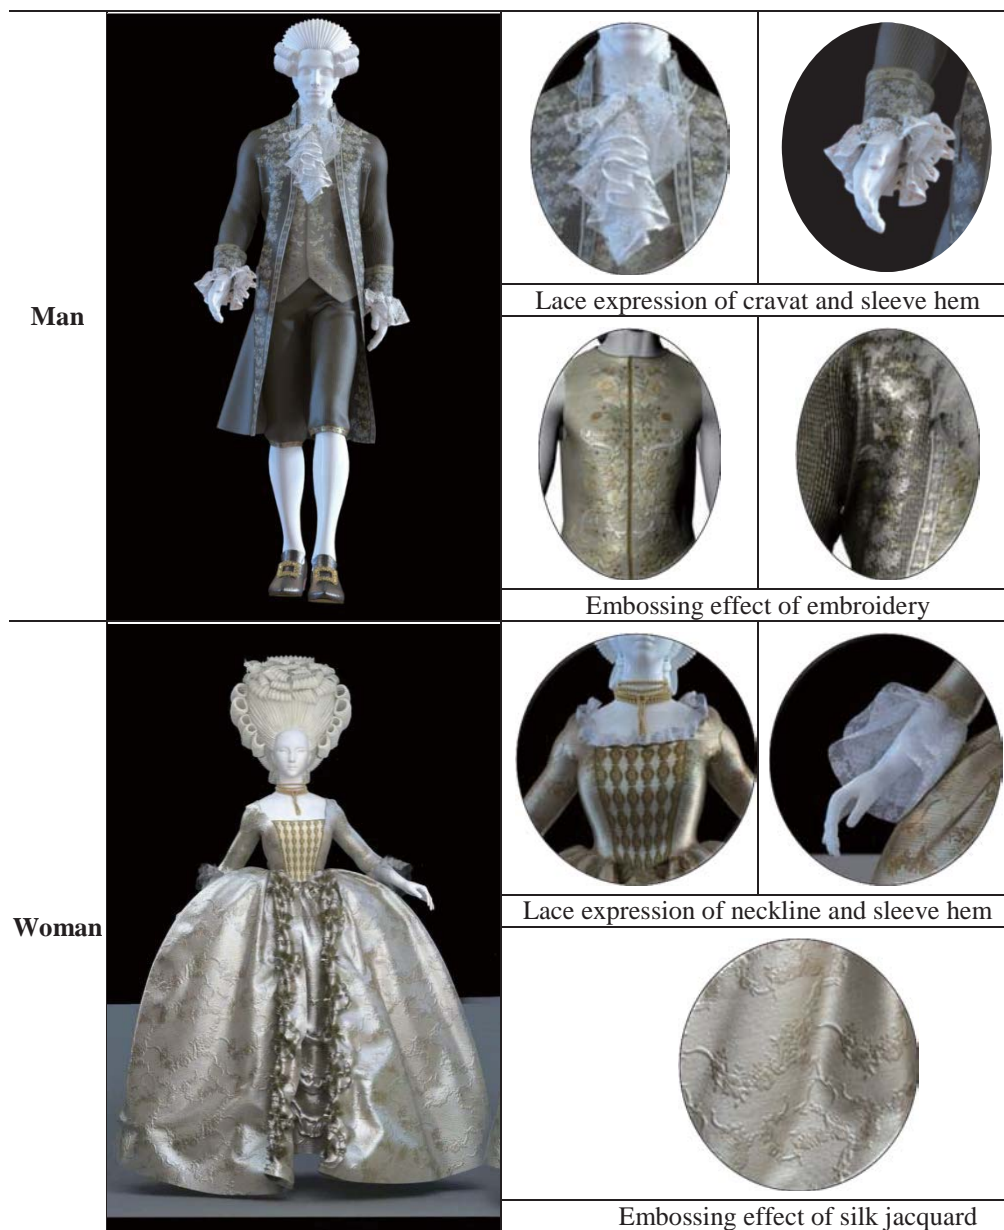 Man
Lace expression of cravat and sleeve hem
Embossing effect of embroidery
Woman
Lace expression of neckline and sleeve hem
Embossing effect of silk jacquard